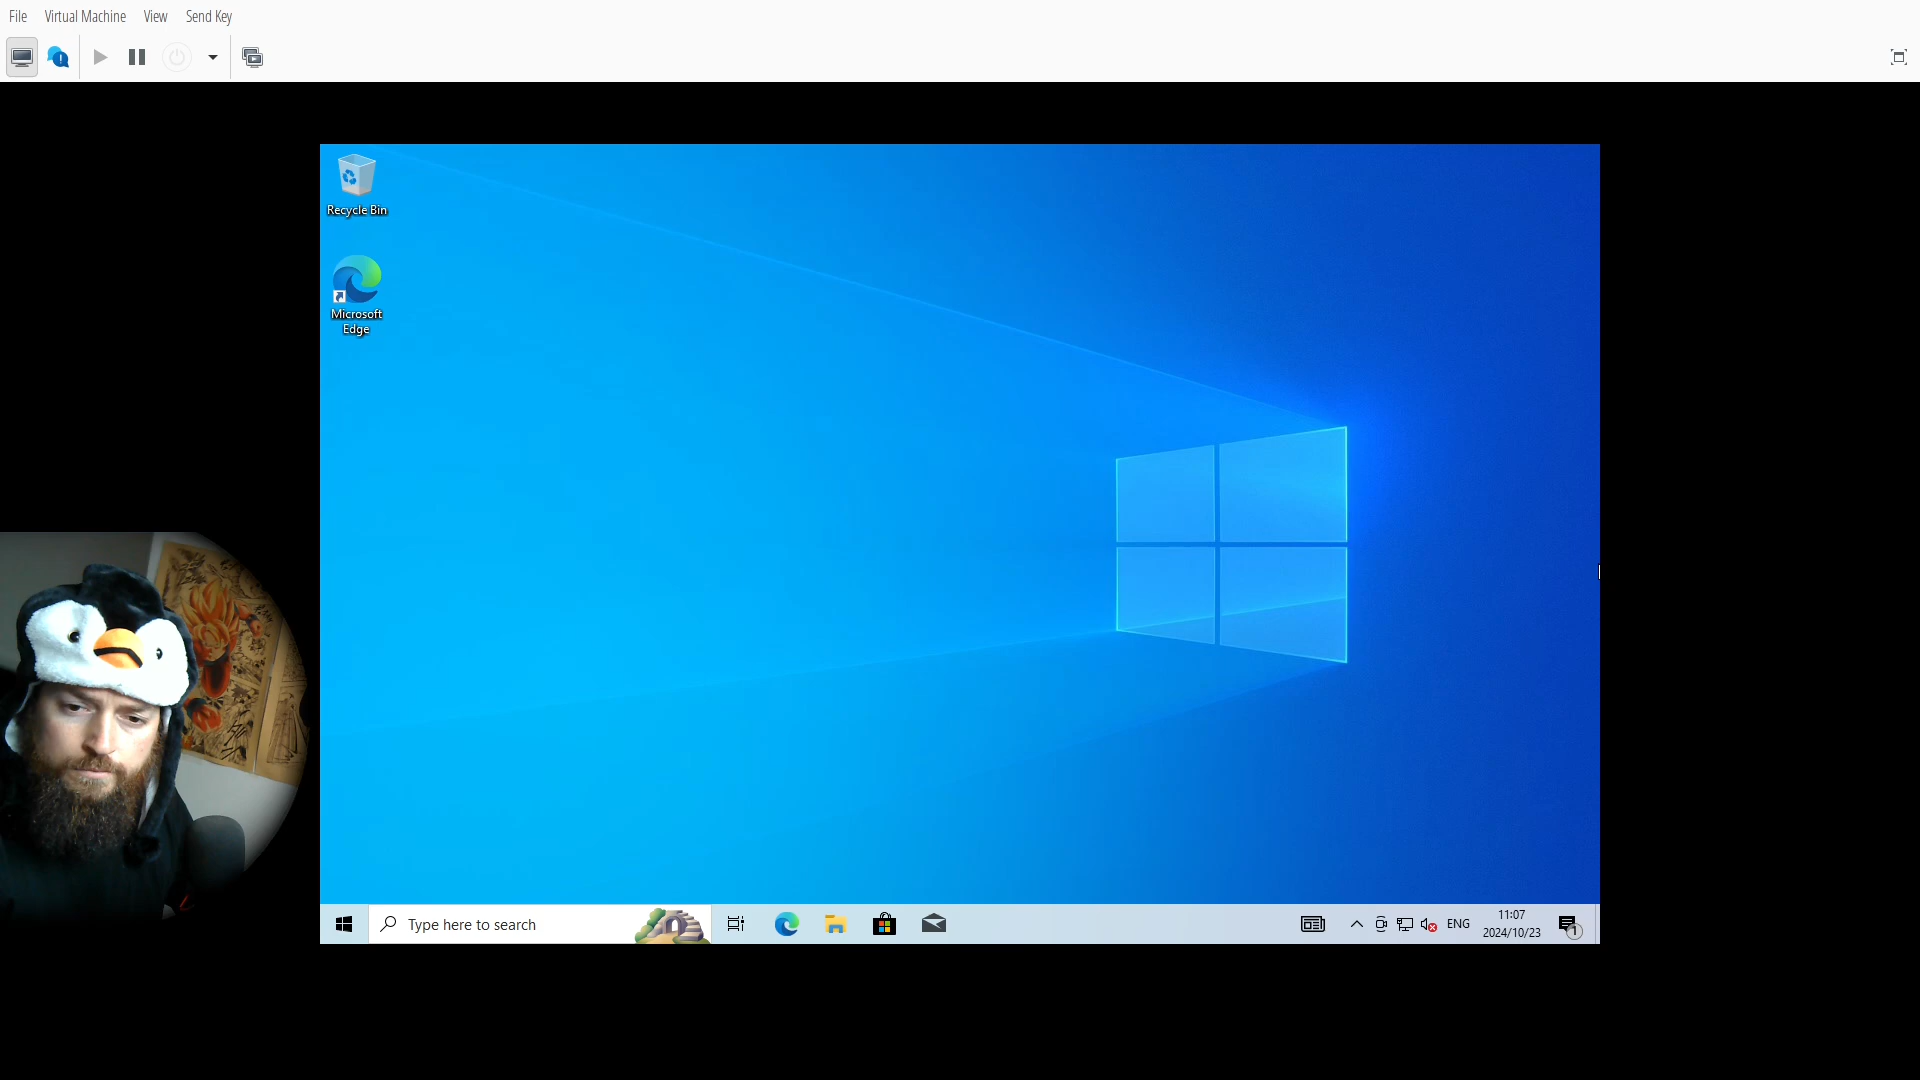 File Virtual Machine View Send Key
Recycle Bin
Microsoft
Edge
Type here to search
ENG
11:07
2024/10/23
1